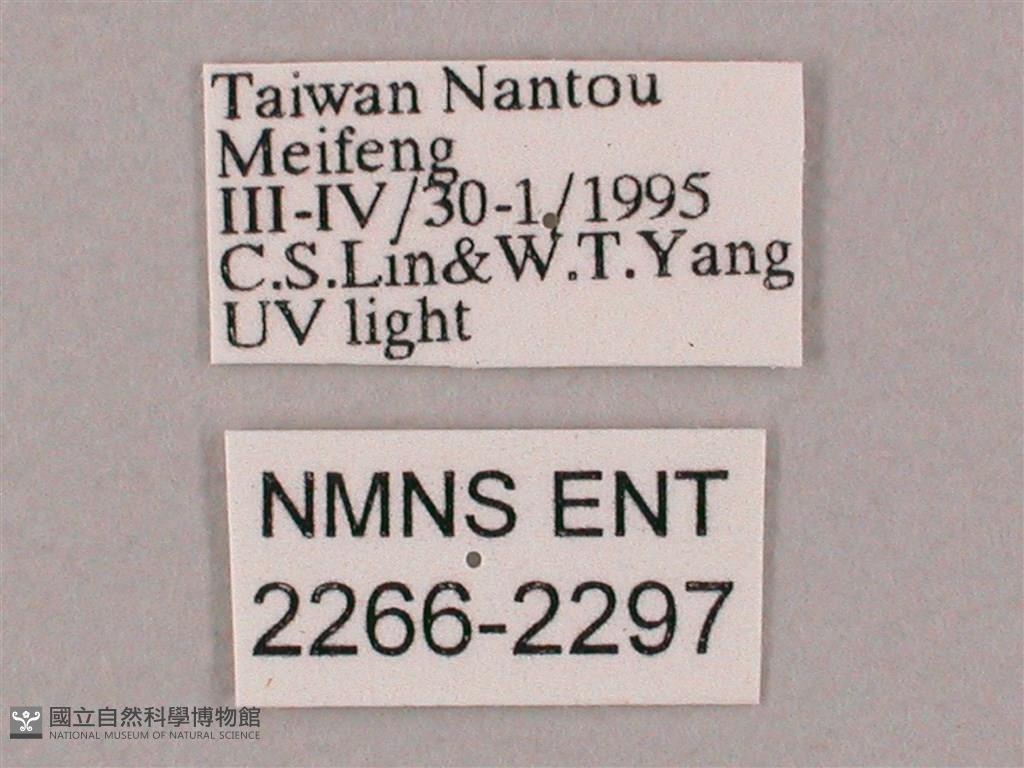 Taiwan Nantou
Meifeng
III-IV/30-1/1995
C.S.Lin&W.T.Yang
UV light
NMNS ENT
2266-2297
國立自然科學博物館
NATIONAL MUSEUM OF NATURAL SCIENCE